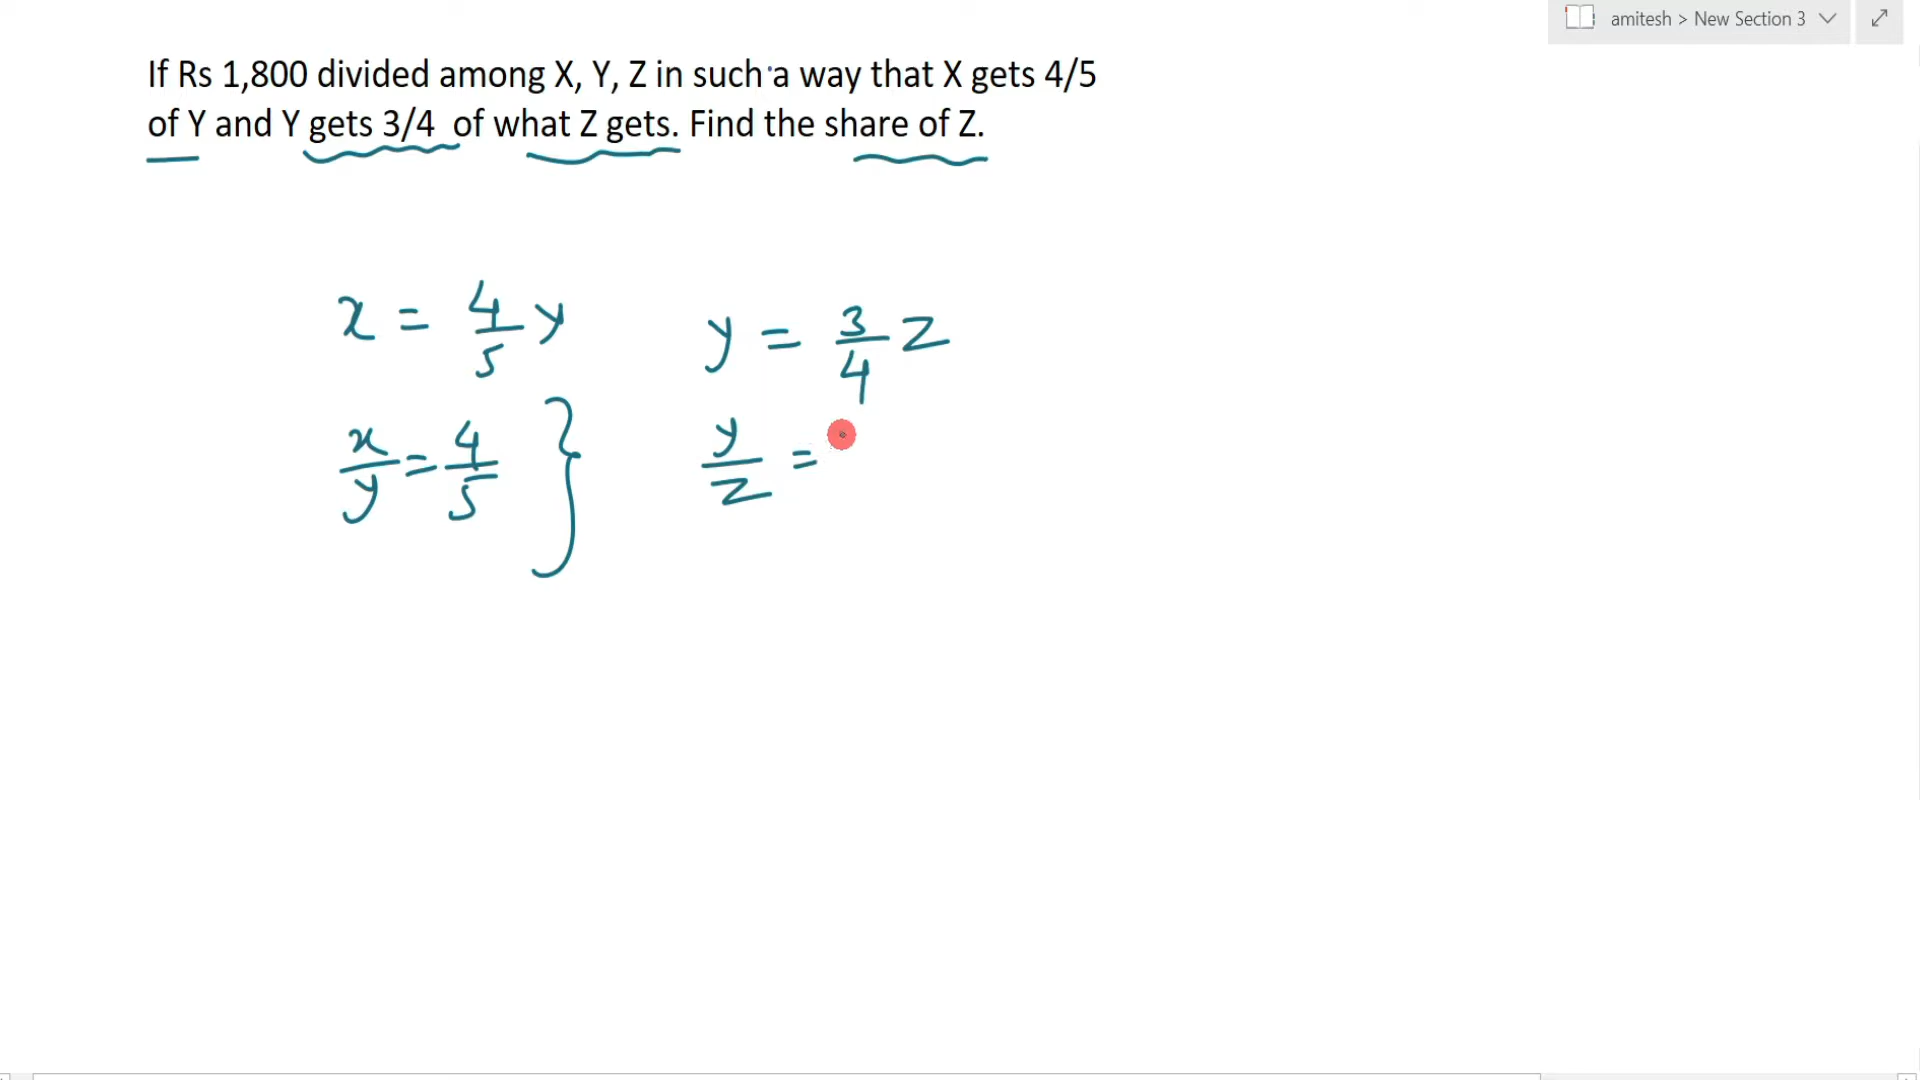 amitesh > New Section 3
If Rs 1,800 divided among X, Y, Z in such a way that X gets 4/5
of Y and Y gets 3/4 of what Z gets. Find the share of Z.
x = 4/5 y
y = 3/4 z
x/y = 4/5 }
y/z =